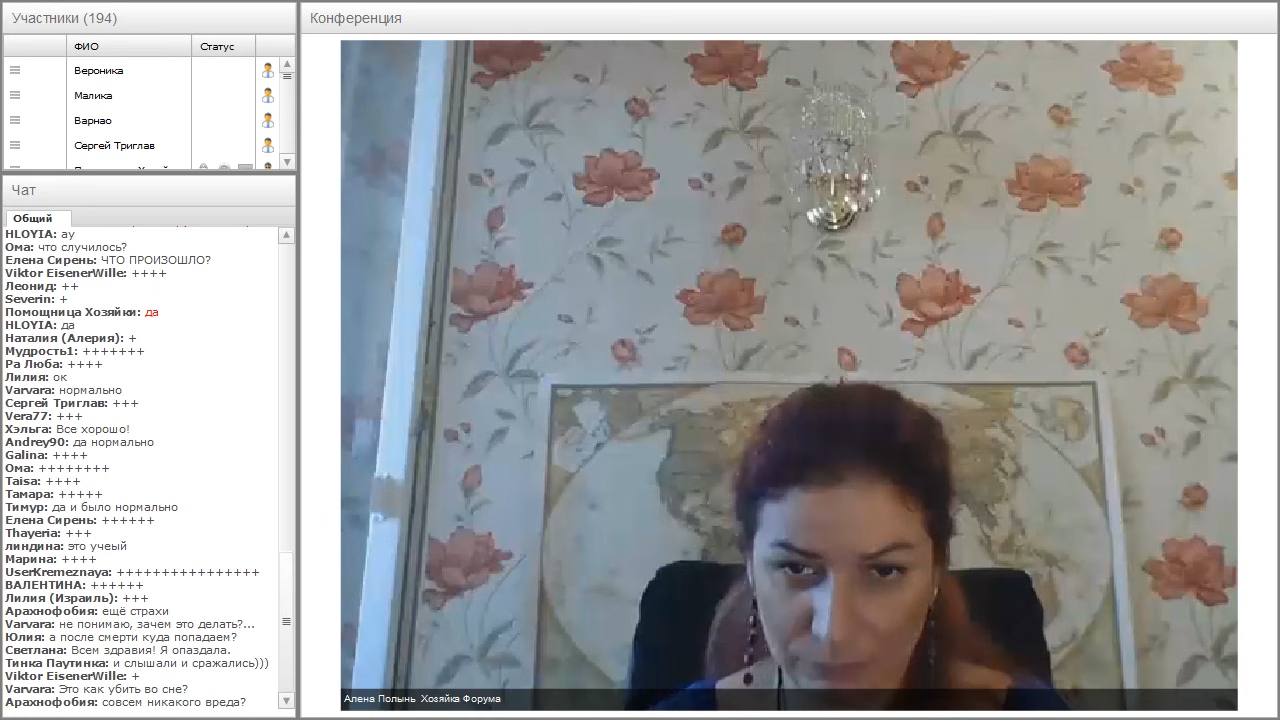 Участники (194)
ФИО
Статус
Вероника
Малика
Варнао
Сергей Триглав
Чат
Общий
HLOYIA: ау
Ома: что случилось?
Елена Сирень: ЧТО ПРОИЗОШЛО?
Viktor EisenerWille: ++++
Леонид: ++
Severin: +
Помощница Хозяйки: да
HLOYIA: да
Наталия (Алерия): +
Мудрость1: +++++++
Ра Люба: ++++
Лилия: ок
Varvara: нормально
Сергей Триглав: +++
Vera77: +++
Хэльга: Все хорошо!
Andrey90: да нормально
Galina: ++++
Ома: ++++++++
Taisa: ++++
Тамара: +++++
Тимур: да и было нормально
Елена Сирень: ++++++
Thayeria: +++
линдина: это учеый
Марина: ++++
UserKremeznaya: ++++++++++++++++
ВАЛЕНТИНА: ++++++
Лилия (Израиль): +++
Арахнофобия: ещё страхи
Varvara: не понимаю, зачем это делать?...
Юлия: а после смерти куда попадаем?
Светлана: Всем здравия! Я опаздала.
Тинка Паутинка: и слышали и сражались)))
Viktor EisenerWille: +
Varvara: Это как убить во сне?
Арахнофобия: никакого вреда?
Конференция
Алена Полынь Хозяйка Форума